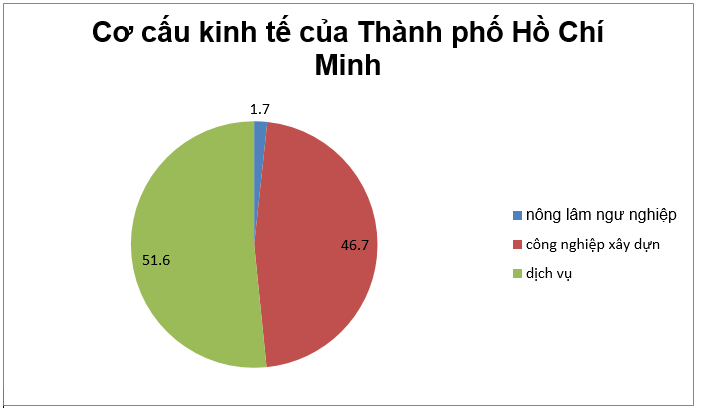 Cơ cấu kinh tế của Thành phố Hồ Chí
Minh
1.7
46.7
51.6
nông lâm ngư nghiệp
công nghiệp xây dựn
dịch vụ